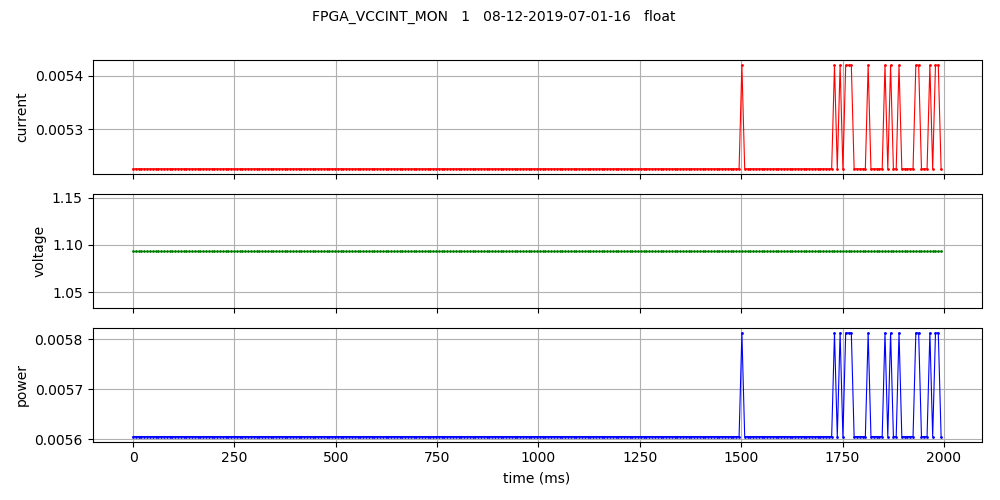 FPGA_VCCINT_MON   1   08-12-2019-07-01-16   float
0.0054
0.0053
current
1.15
1.10
1.05
voltage
0.0058
0.0057
0.0056
power
0 250 500 750 1000 1250 1500 1750 2000
time (ms)